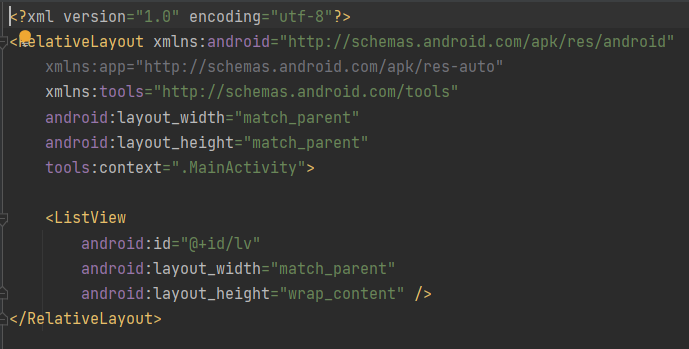 <?xml version="1.0" encoding="utf-8"?>
<RelativeLayout xmlns:android="http://schemas.android.com/apk/res/android"
    xmlns:app="http://schemas.android.com/apk/res-auto"
    xmlns:tools="http://schemas.android.com/tools"
    android:layout_width="match_parent"
    android:layout_height="match_parent"
    tools:context=".MainActivity">

    <ListView
        android:id="@+id/lv"
        android:layout_width="match_parent"
        android:layout_height="wrap_content" />
</RelativeLayout>